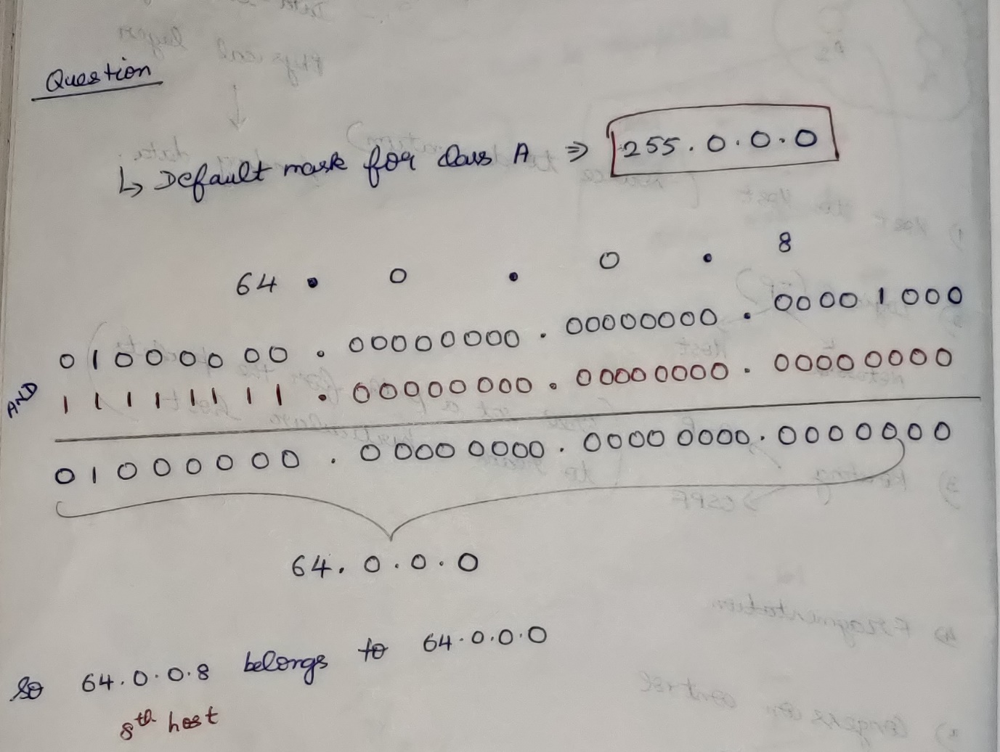 Question
↳ Default mask for class A ⇒ 255.0.0.0
64 . 0 . 0 . 8
01000000 . 00000000 . 00000000 . 00001000
AND 11111111 . 00000000 . 00000000 . 00000000
01000000 . 00000000 . 00000000 . 00000000
64.0.0.0
So 64.0.0.8 belongs to 64.0.0.0
8th host